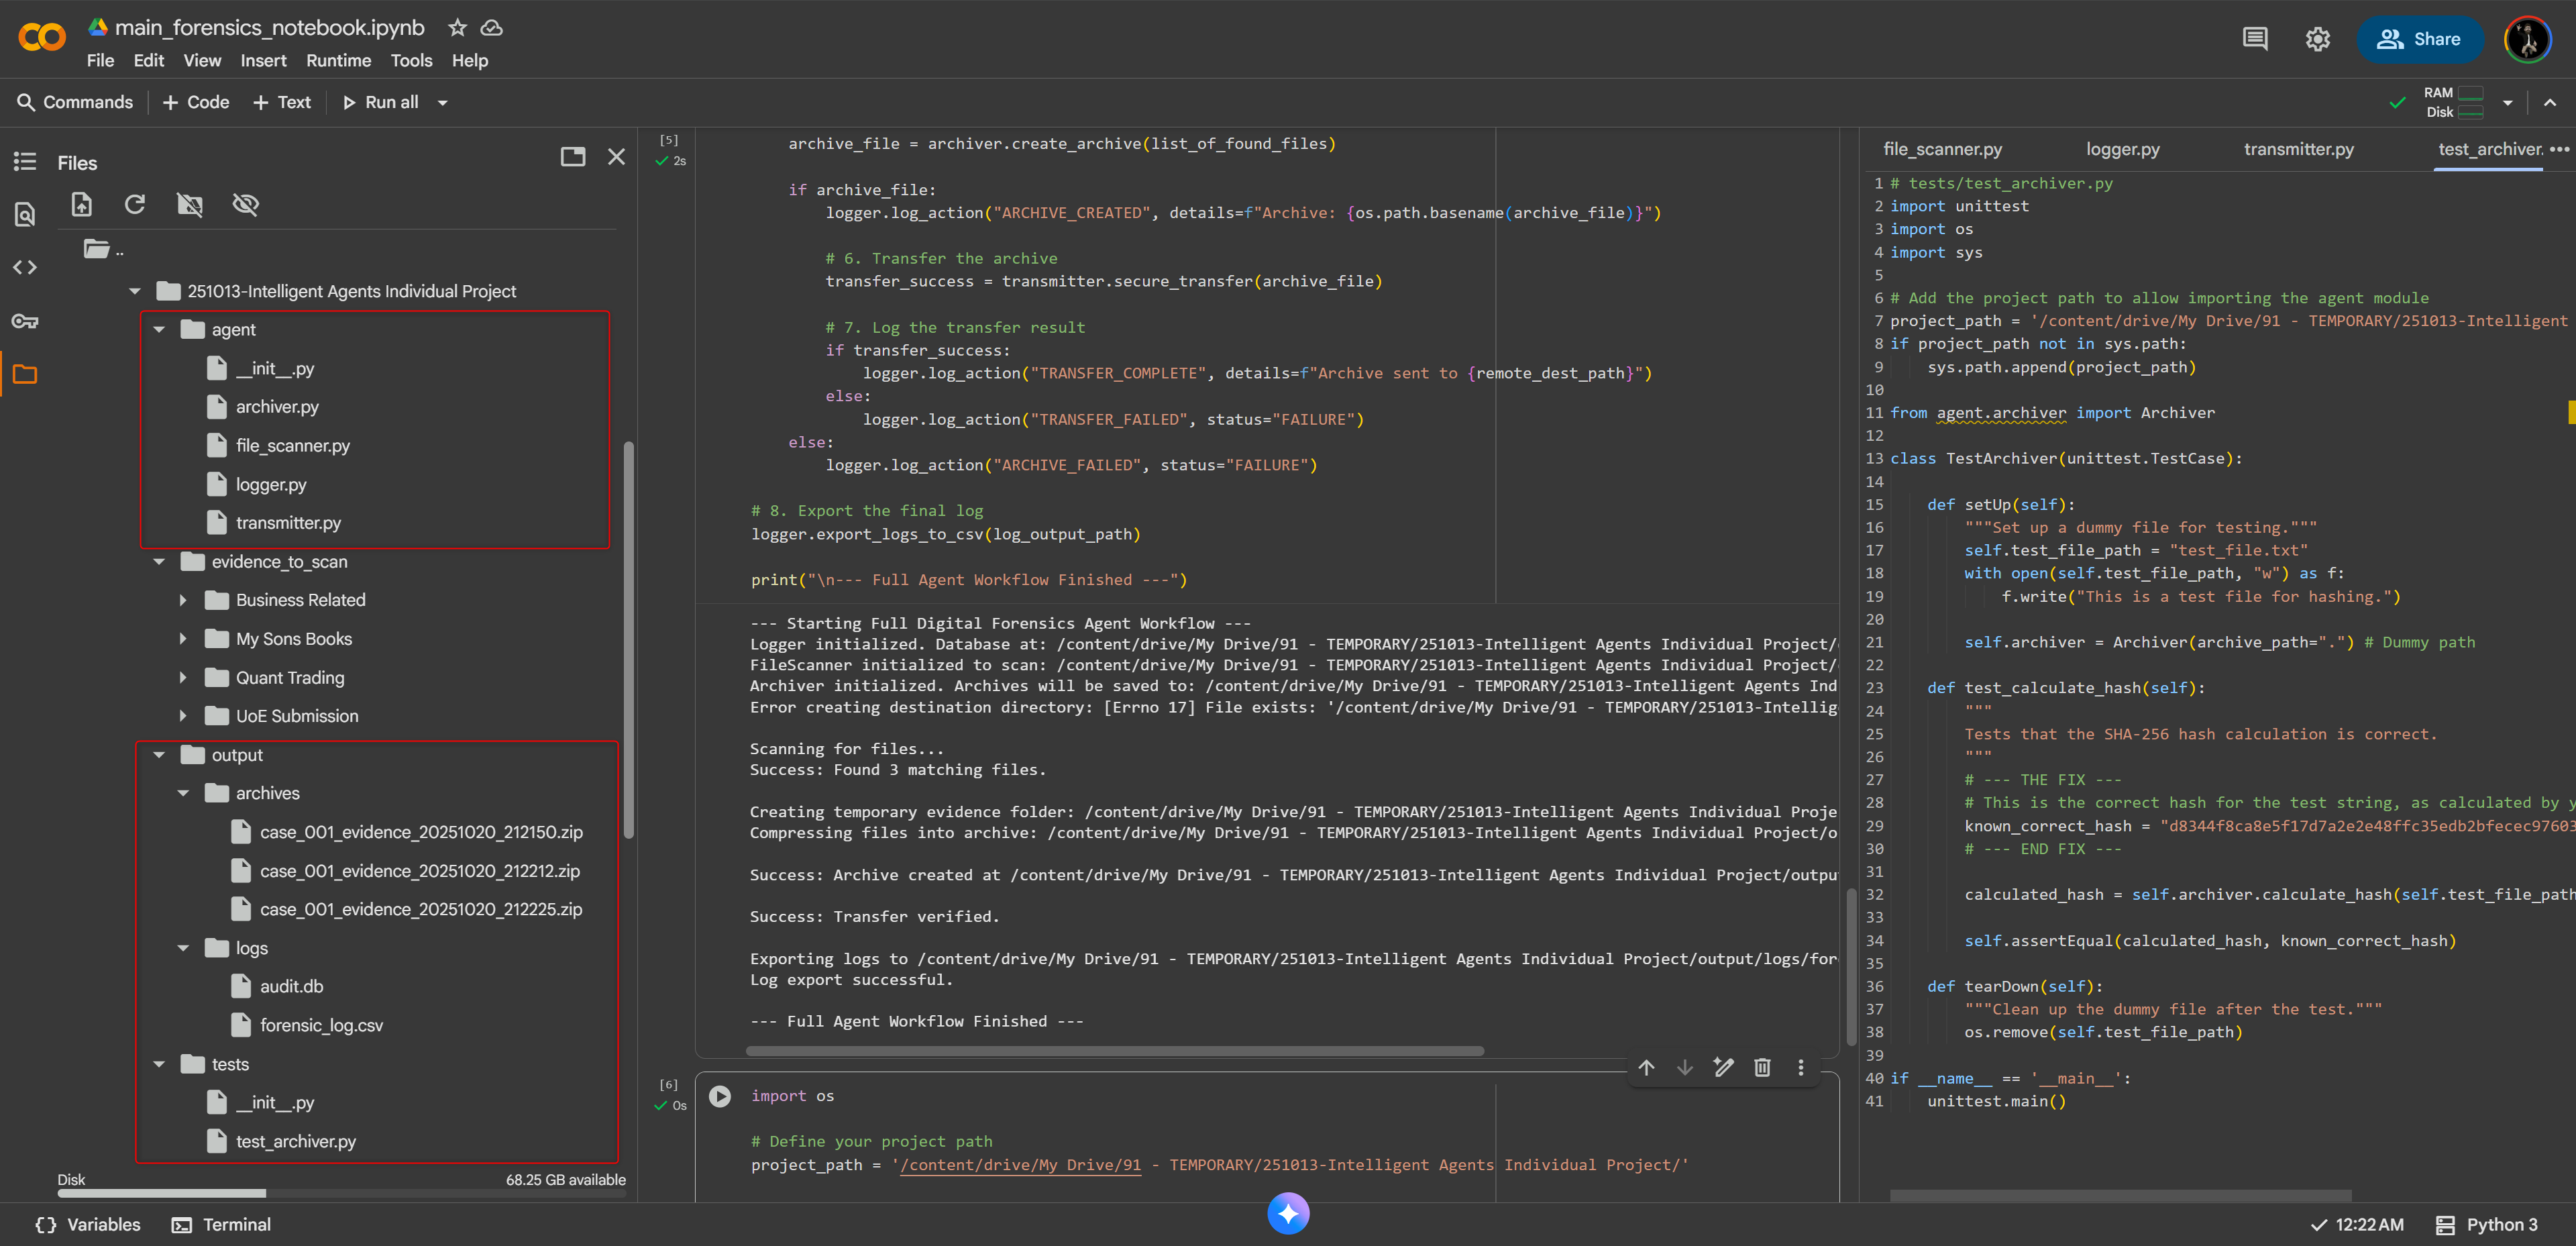 main_forensics_notebook.ipynb
File Edit View Insert Runtime Tools Help
Share
Commands + Code + Text Run all
RAM
Disk
Files
..
251013-Intelligent Agents Individual Project
agent
__init__.py
archiver.py
file_scanner.py
logger.py
transmitter.py
evidence_to_scan
Business Related
My Sons Books
Quant Trading
UoE Submission
output
archives
case_001_evidence_20251020_212150.zip
case_001_evidence_20251020_212212.zip
case_001_evidence_20251020_212225.zip
logs
audit.db
forensic_log.csv
tests
__init__.py
test_archiver.py
Disk 68.25 GB available
[5]
2s
archive_file = archiver.create_archive(list_of_found_files)
if archive_file:
logger.log_action("ARCHIVE_CREATED", details=f"Archive: {os.path.basename(archive_file)}")
# 6. Transfer the archive
transfer_success = transmitter.secure_transfer(archive_file)
# 7. Log the transfer result
if transfer_success:
logger.log_action("TRANSFER_COMPLETE", details=f"Archive sent to {remote_dest_path}")
else:
logger.log_action("TRANSFER_FAILED", status="FAILURE")
else:
logger.log_action("ARCHIVE_FAILED", status="FAILURE")
# 8. Export the final log
logger.export_logs_to_csv(log_output_path)
print("\n--- Full Agent Workflow Finished ---")
--- Starting Full Digital Forensics Agent Workflow ---
Logger initialized. Database at: /content/drive/My Drive/91 - TEMPORARY/251013-Intelligent Agents Individual Project/
FileScanner initialized to scan: /content/drive/My Drive/91 - TEMPORARY/251013-Intelligent Agents Individual Project/
Archiver initialized. Archives will be saved to: /content/drive/My Drive/91 - TEMPORARY/251013-Intelligent Agents Ind
Error creating destination directory: [Errno 17] File exists: '/content/drive/My Drive/91 - TEMPORARY/251013-Intellig
Scanning for files...
Success: Found 3 matching files.
Creating temporary evidence folder: /content/drive/My Drive/91 - TEMPORARY/251013-Intelligent Agents Individual Proje
Compressing files into archive: /content/drive/My Drive/91 - TEMPORARY/251013-Intelligent Agents Individual Project/o
Success: Archive created at /content/drive/My Drive/91 - TEMPORARY/251013-Intelligent Agents Individual Project/outpu
Success: Transfer verified.
Exporting logs to /content/drive/My Drive/91 - TEMPORARY/251013-Intelligent Agents Individual Project/output/logs/for
Log export successful.
--- Full Agent Workflow Finished ---
[6]
0s
import os
# Define your project path
project_path = '/content/drive/My Drive/91 - TEMPORARY/251013-Intelligent Agents Individual Project/'
file_scanner.py logger.py transmitter.py test_archiver.
1 # tests/test_archiver.py
2 import unittest
3 import os
4 import sys
5
6 # Add the project path to allow importing the agent module
7 project_path = '/content/drive/My Drive/91 - TEMPORARY/251013-Intelligent
8 if project_path not in sys.path:
9 sys.path.append(project_path)
10
11 from agent.archiver import Archiver
12
13 class TestArchiver(unittest.TestCase):
14
15 def setUp(self):
16 """Set up a dummy file for testing."""
17 self.test_file_path = "test_file.txt"
18 with open(self.test_file_path, "w") as f:
19 f.write("This is a test file for hashing.")
20
21 self.archiver = Archiver(archive_path=".") # Dummy path
22
23 def test_calculate_hash(self):
24 """
25 Tests that the SHA-256 hash calculation is correct.
26 """
27 # --- THE FIX ---
28 # This is the correct hash for the test string, as calculated by y
29 known_correct_hash = "d8344f8ca8e5f17d7a2e2e48ffc35edb2bfecec97603
30 # --- END FIX ---
31
32 calculated_hash = self.archiver.calculate_hash(self.test_file_path
33
34 self.assertEqual(calculated_hash, known_correct_hash)
35
36 def tearDown(self):
37 """Clean up the dummy file after the test."""
38 os.remove(self.test_file_path)
39
40 if __name__ == '__main__':
41 unittest.main()
Variables Terminal
12:22 AM Python 3